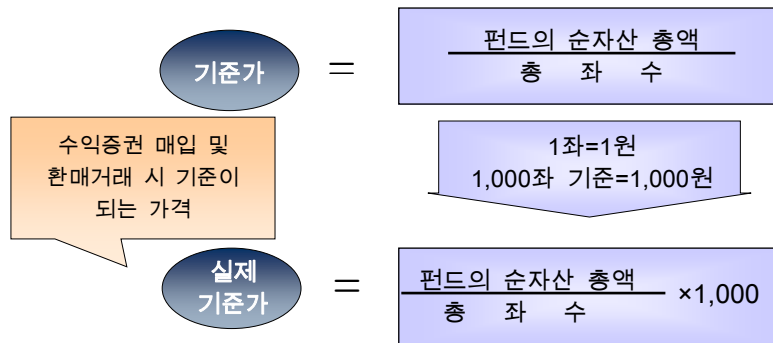 기준가
=
펀드의 순자산 총액
총 좌 수
수익증권 매입 및
환매거래 시 기준이
되는 가격
1좌=1원
1,000좌 기준=1,000원
실제
기준가
=
펀드의 순자산 총액
총 좌 수
×1,000